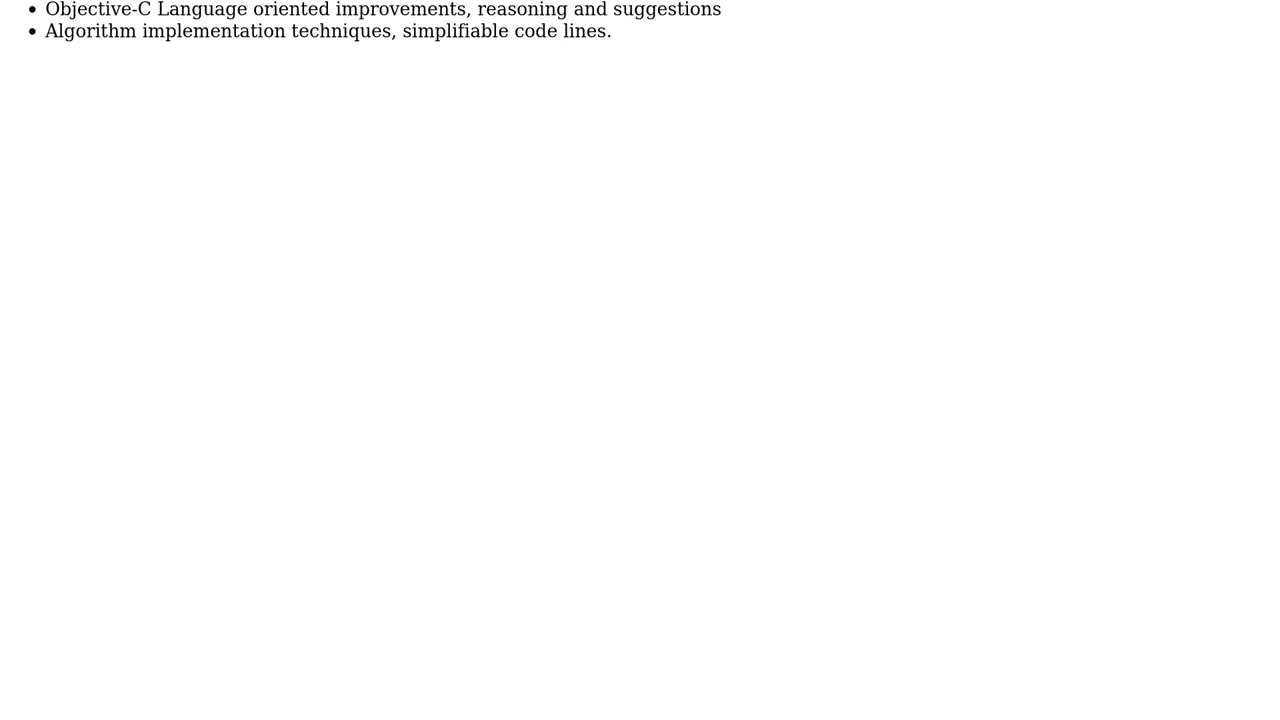 • Objective-C Language oriented improvements, reasoning and suggestions
• Algorithm implementation techniques, simplifiable code lines.